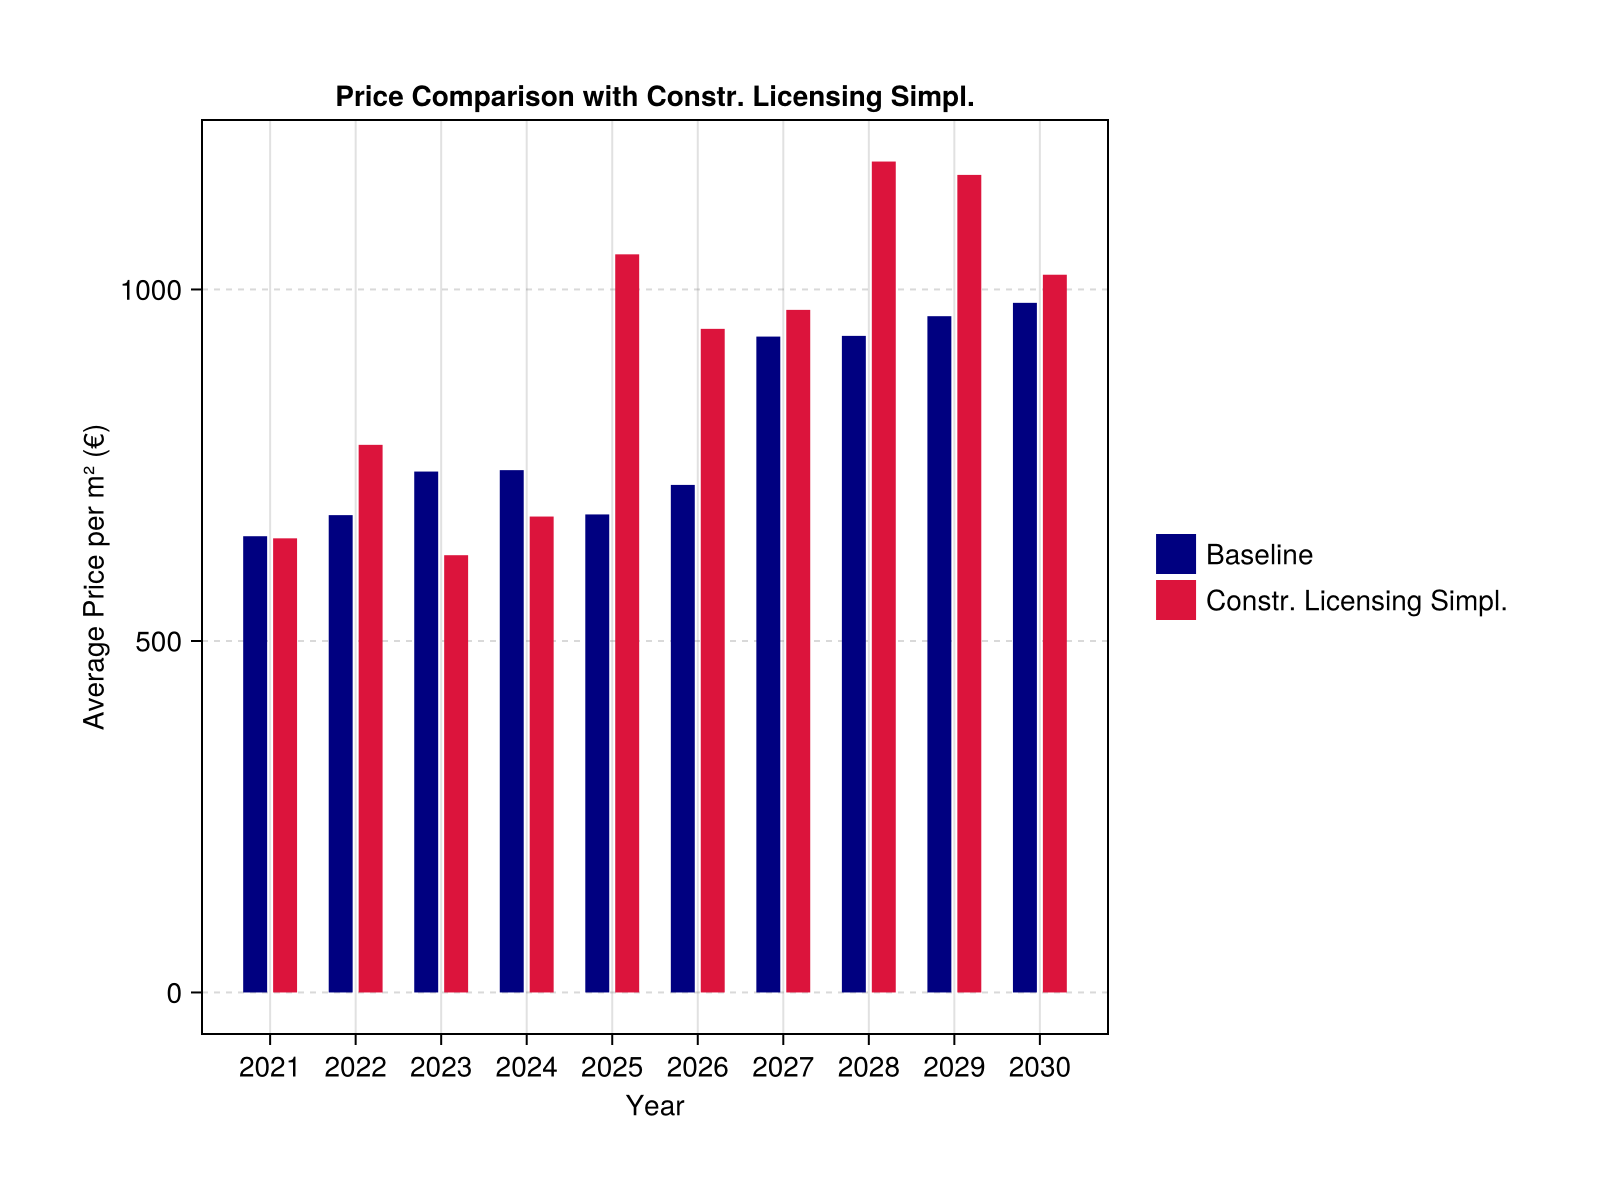 Price Comparison with Constr. Licensing Simpl.
Average Price per m² (€)
1000
500
0
2021 2022 2023 2024 2025 2026 2027 2028 2029 2030
Year
Baseline
Constr. Licensing Simpl.